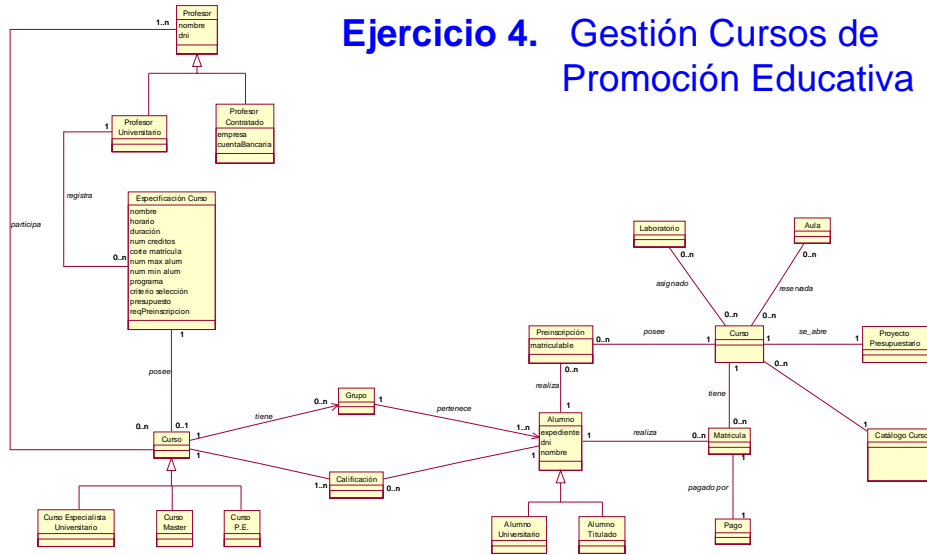 Ejercicio 4. Gestión Cursos de
Promoción Educativa
Profesor
nombre
dni
1..n
Profesor
Universitario
1
Profesor
Contratado
empresa
cuentaBancaria
registra
participa
Especificación Curso
nombre
horario
duración
num creditos
corte matrícula
num max alum
num min alum
programa
criterio selección
presupuesto
reqPreinscripcion
0..n
1
posee
0..n
0..1
Curso
1
1
tiene
0..n
Grupo
1
pertenece
1..n
1..n
Calificación
0..n
1
Curso Especialista
Universitario
Curso
Master
Curso
P.E.
Laboratorio
0..n
asignado
0..n
Aula
0..n
reservada
0..n
Preinscripción
matriculable
0..n
posee
1
Curso
1
se_abre
1
Proyecto
Presupuestario
0..n
realiza
1
Alumno
expediente
dni
nombre
1
realiza
0..n
Matricula
1
tiene
0..n
0..n
1
Catálogo Curso
1
pagado por
1
Pago
Alumno
Universitario
Alumno
Titulado